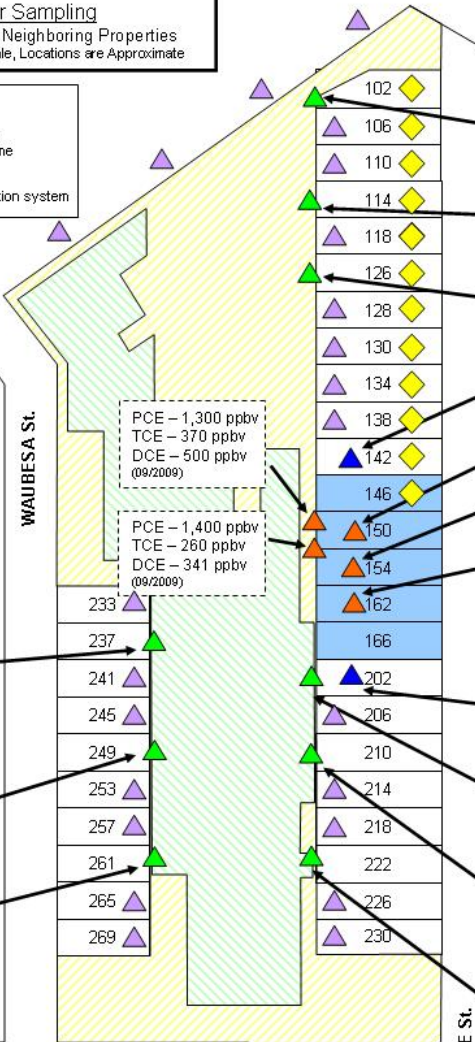 r Sampling
Neighboring Properties
le, Locations are Approximate
ne
tion system
WAUBESA St.
102
106
110
114
118
126
128
130
134
138
142
146
150
154
162
166
202
206
210
214
218
222
226
230
PCE – 1,300 ppbv
TCE – 370 ppbv
DCE – 500 ppbv
(09/2009)
PCE – 1,400 ppbv
TCE – 260 ppbv
DCE – 341 ppbv
(09/2009)
233
237
241
245
249
253
257
261
265
269
E St.